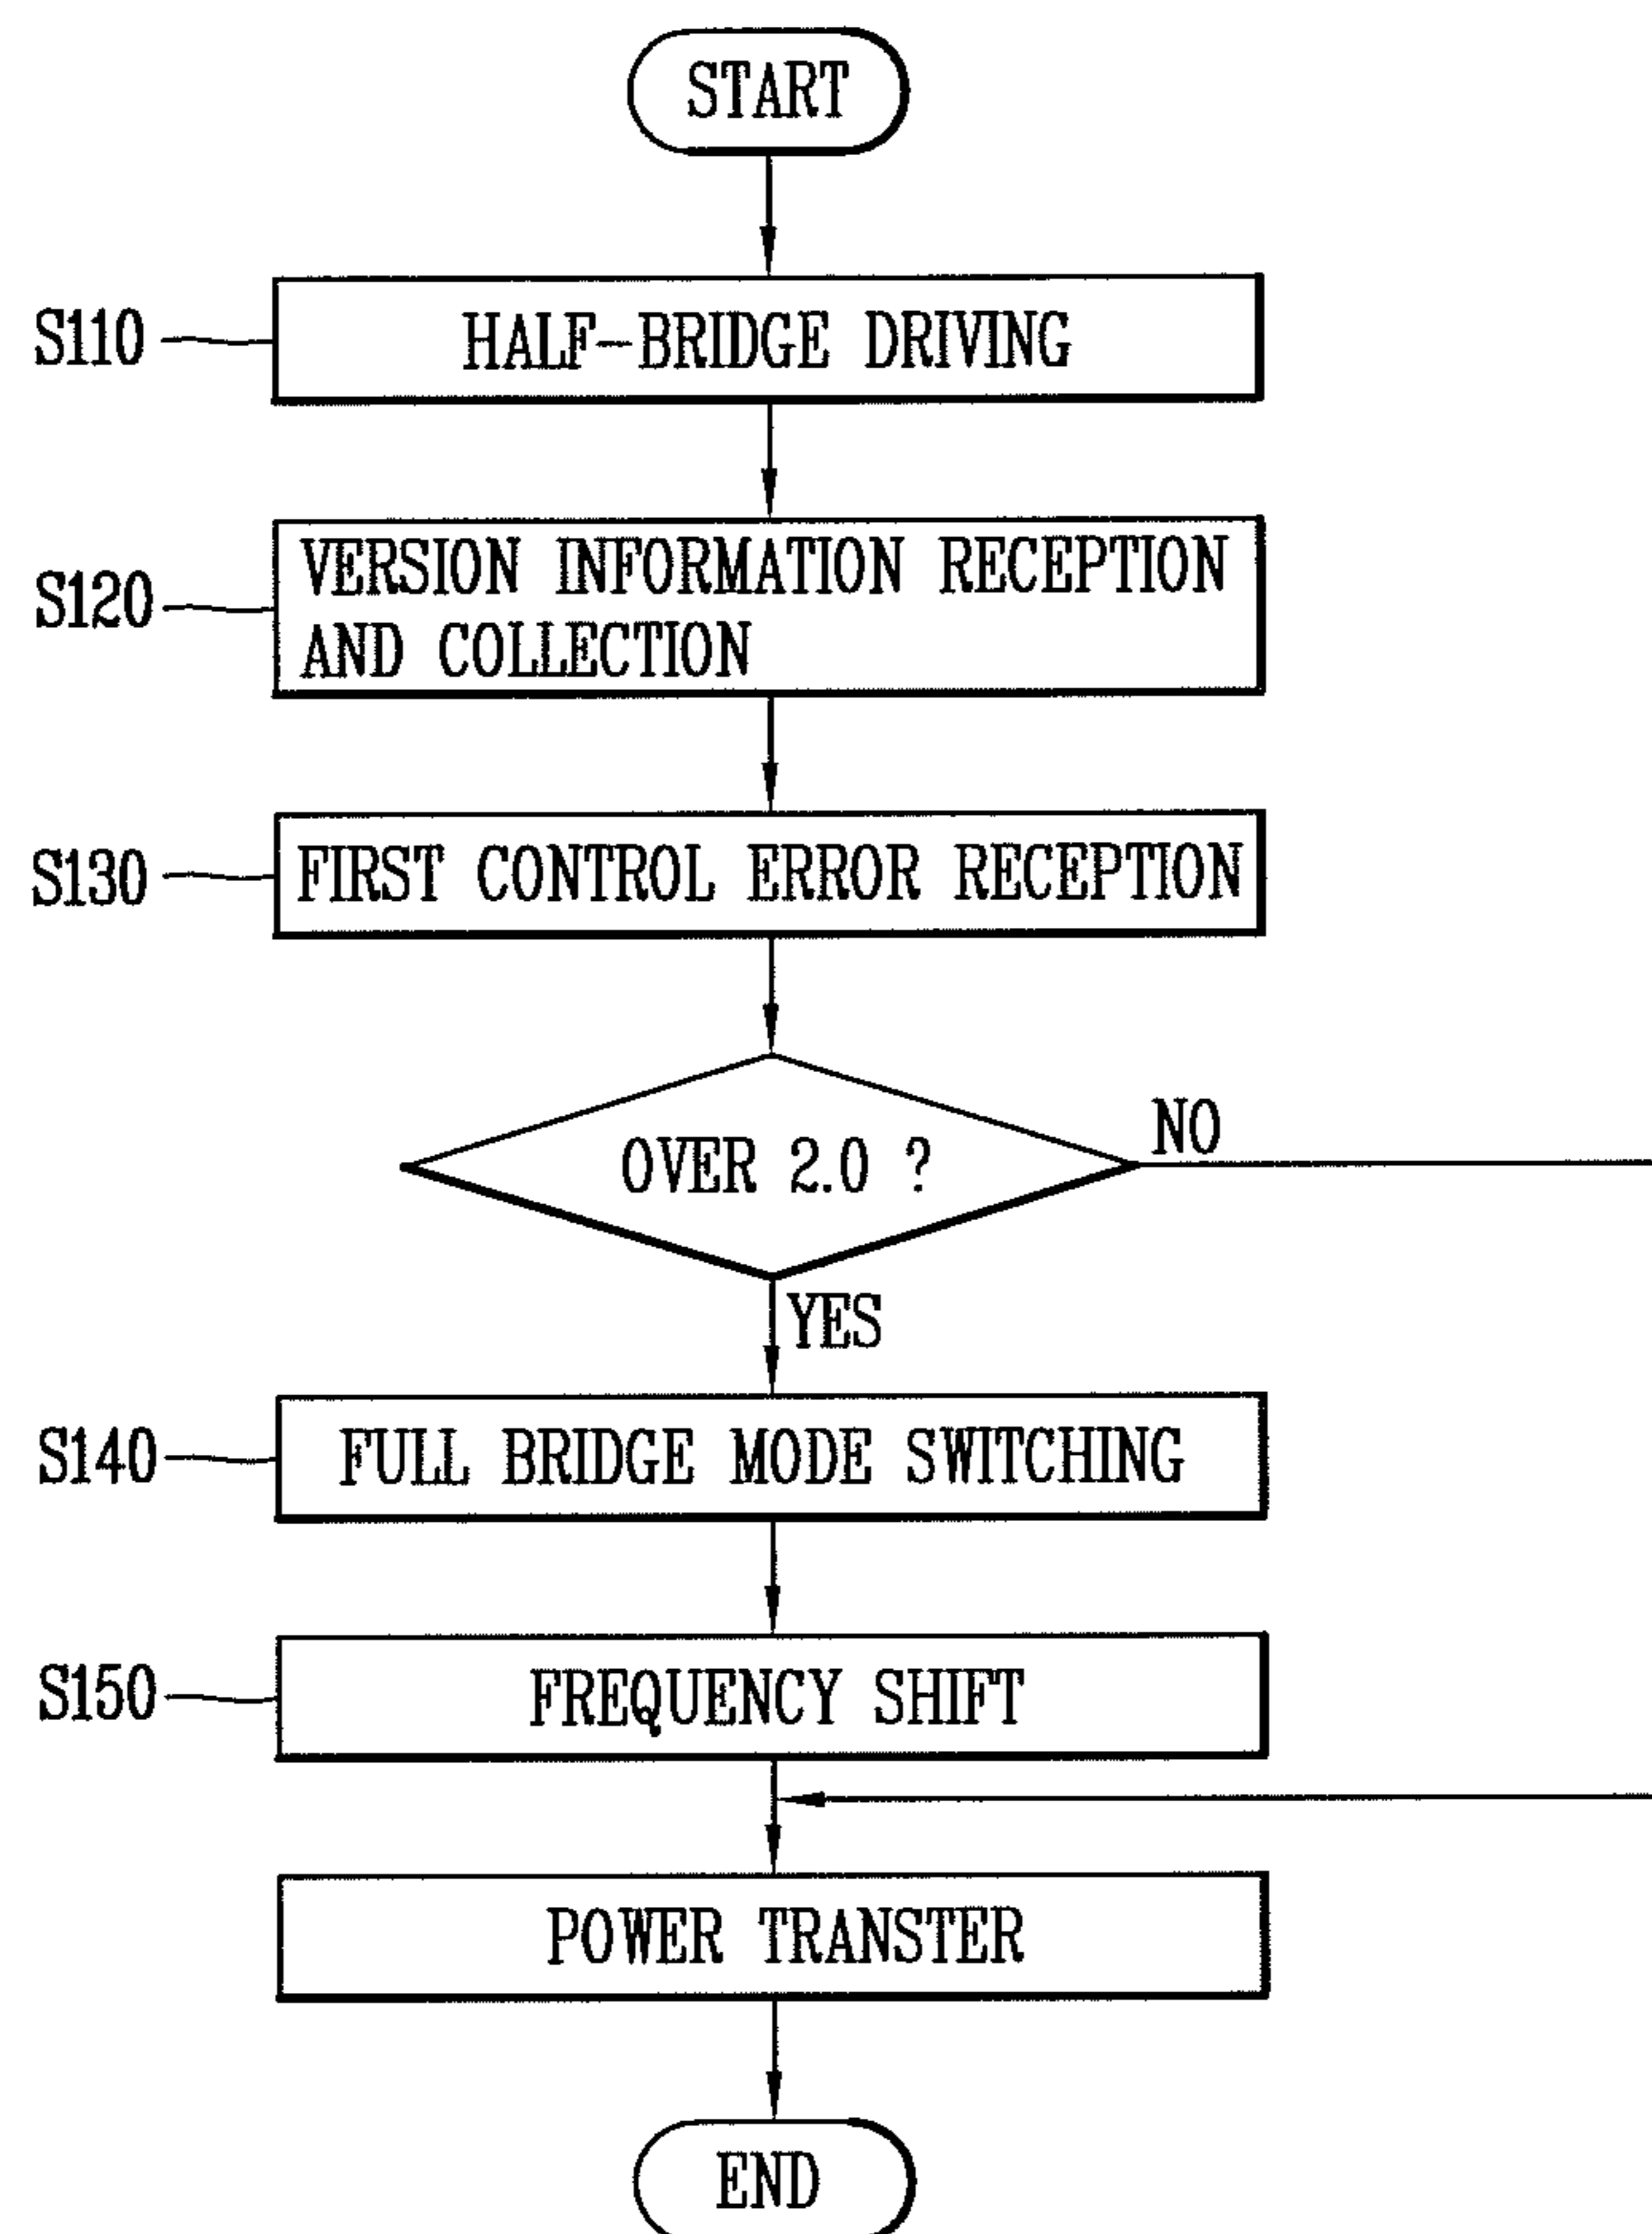 START
S110
HALF-BRIDGE DRIVING
S120
VERSION INFORMATION RECEPTION
AND COLLECTION
S130
FIRST CONTROL ERROR RECEPTION
OVER 2.0 ?
NO
YES
S140
FULL BRIDGE MODE SWITCHING
S150
FREQUENCY SHIFT
POWER TRANSTER
END